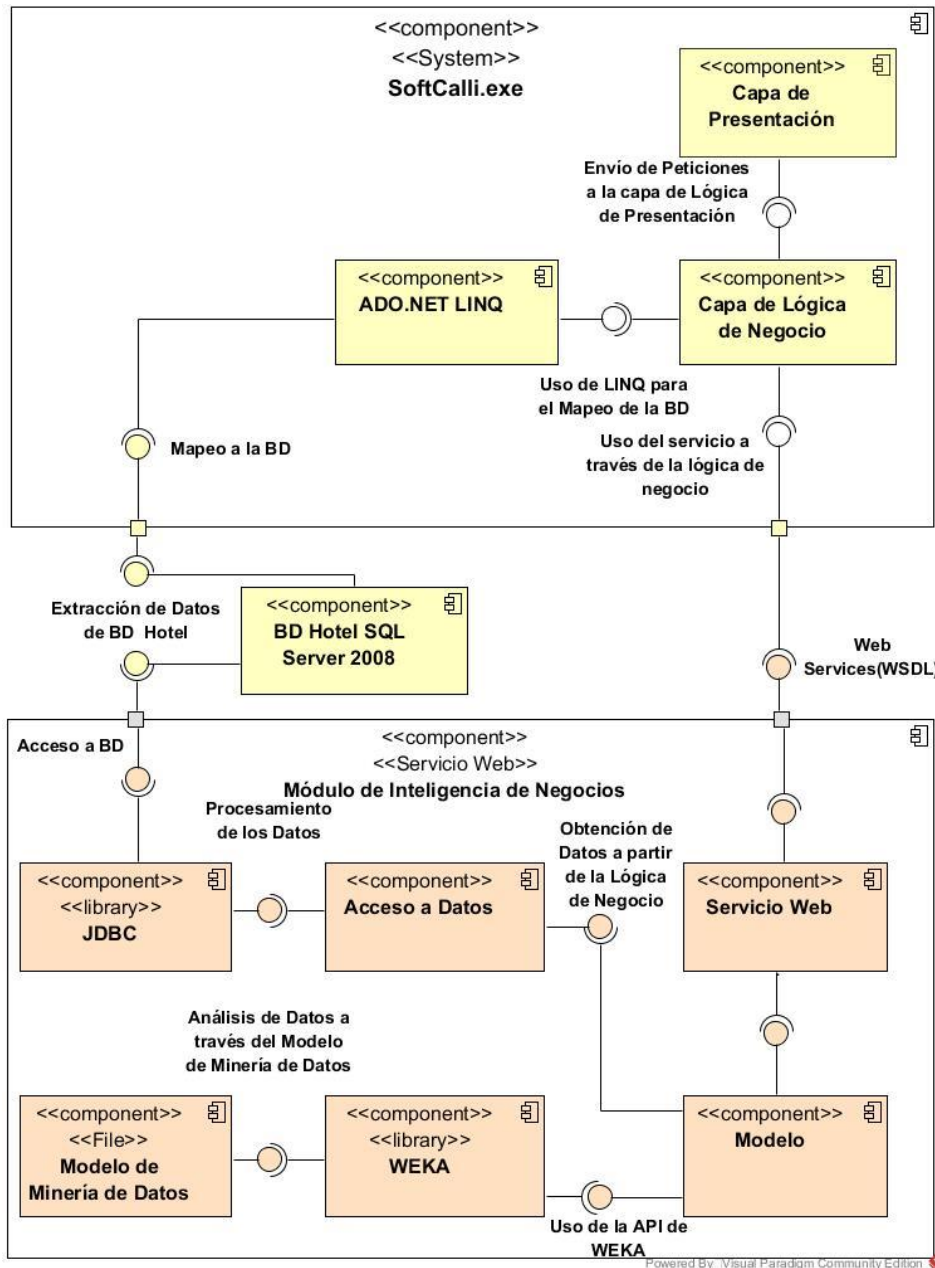 <<component>>
<<System>>
SoftCalli.exe
<<component>>
Capa de
Presentación
Envío de Peticiones
a la capa de Lógica
de Presentación
<<component>>
ADO.NET LINQ
<<component>>
Capa de Lógica
de Negocio
Uso de LINQ para
el Mapeo de la BD
Mapeo a la BD
Uso del servicio a
través de la lógica de
negocio
Extracción de Datos
de BD Hotel
<<component>>
BD Hotel SQL
Server 2008
Web
Services(WSDL)
Acceso a BD
<<component>>
<<Servicio Web>>
Módulo de Inteligencia de Negocios
Procesamiento
de los Datos
Obtención de
Datos a partir
de la Lógica
de Negocio
<<component>>
<<library>>
JDBC
<<component>>
Acceso a Datos
<<component>>
Servicio Web
Análisis de Datos a
través del Modelo
de Minería de Datos
<<component>>
<<File>>
Modelo de
Minería de Datos
<<component>>
<<library>>
WEKA
<<component>>
Modelo
Uso de la API de
WEKA
Powered By Visual Paradigm Community Edition